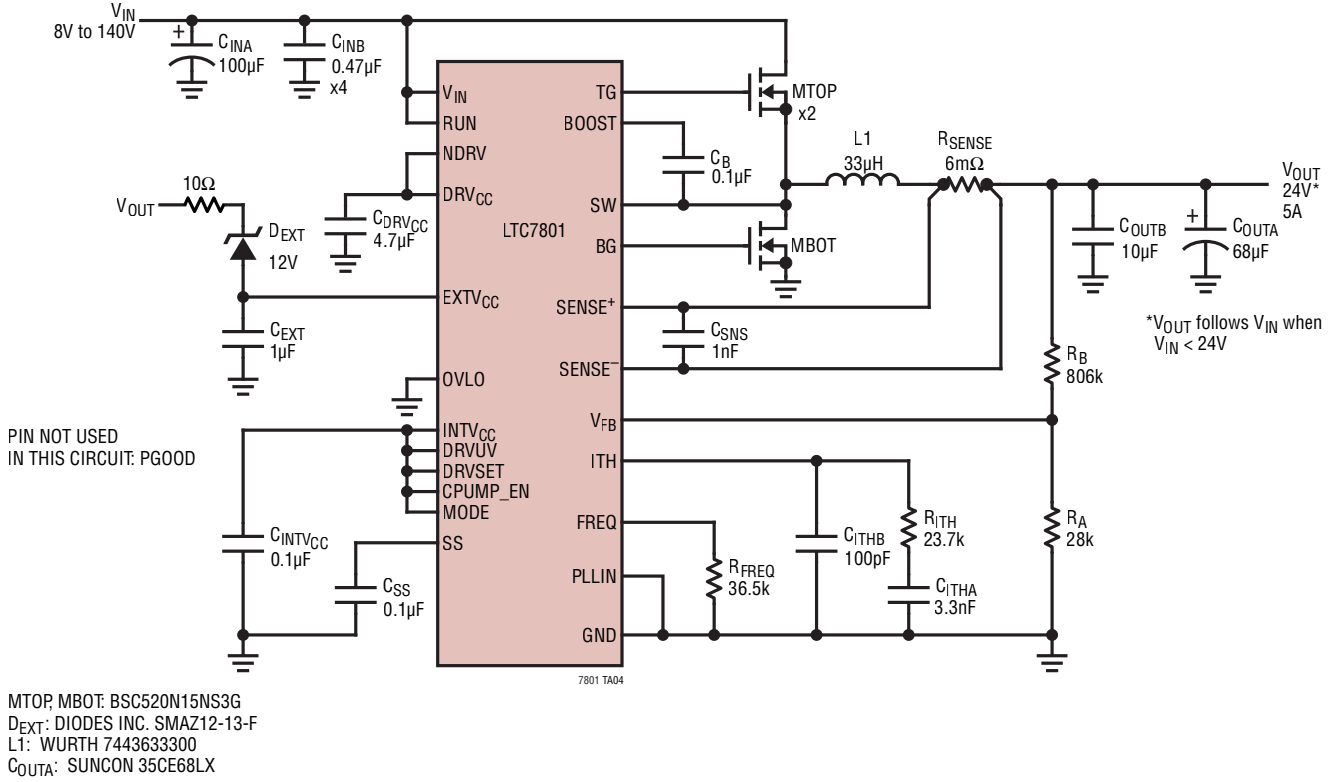 VIN
8V to 140V
CINA
100µF
CINB
0.47µF
x4
VIN
RUN
NDRV
DRVCC
EXTVCC
OVLO
INTVCC
DRVUV
DRVSET
CPUMP_EN
MODE
SS
LTC7801
TG
BOOST
SW
BG
SENSE+
SENSE–
VFB
ITH
FREQ
PLLIN
GND
MTOP
x2
CB
0.1µF
MBOT
L1
33µH
RSENSE
6mΩ
VOUT
24V*
5A
COUTB
10µF
COUTA
68µF
*VOUT follows VIN when
VIN < 24V
10Ω
VOUT
DEXT
12V
CDRVCC
4.7µF
CEXT
1µF
CSNS
1nF
RB
806k
RA
28k
PIN NOT USED
IN THIS CIRCUIT: PGOOD
CINTVCC
0.1µF
CSS
0.1µF
RFREQ
36.5k
CITHB
100pF
RITH
23.7k
CITHA
3.3nF
7801 TA04
MTOP, MBOT: BSC520N15NS3G
DEXT: DIODES INC. SMAZ12-13-F
L1: WURTH 7443633300
COUTA: SUNCON 35CE68LX